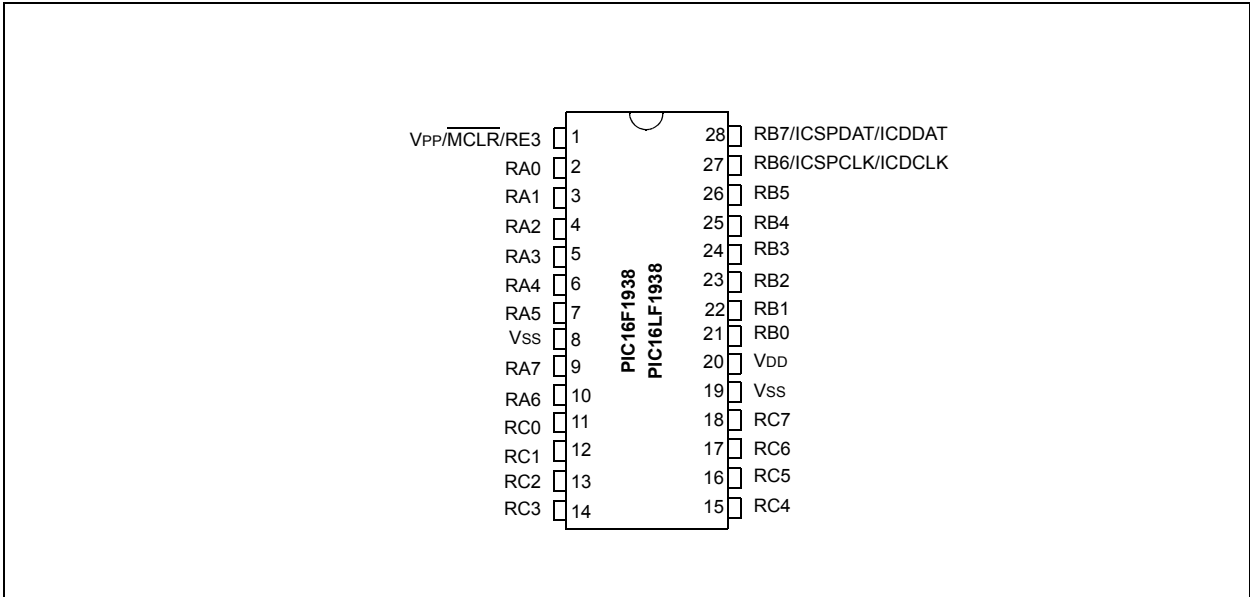 VPP/MCLR/RE3 1 28 RB7/ICSPDAT/ICDDAT
RA0 2 27 RB6/ICSPCLK/ICDCLK
RA1 3 26 RB5
RA2 4 25 RB4
RA3 5 24 RB3
RA4 6 23 RB2
RA5 7 22 RB1
VSS 8 21 RB0
RA7 9 20 VDD
RA6 10 19 VSS
RC0 11 18 RC7
RC1 12 17 RC6
RC2 13 16 RC5
RC3 14 15 RC4
PIC16F1938
PIC16LF1938